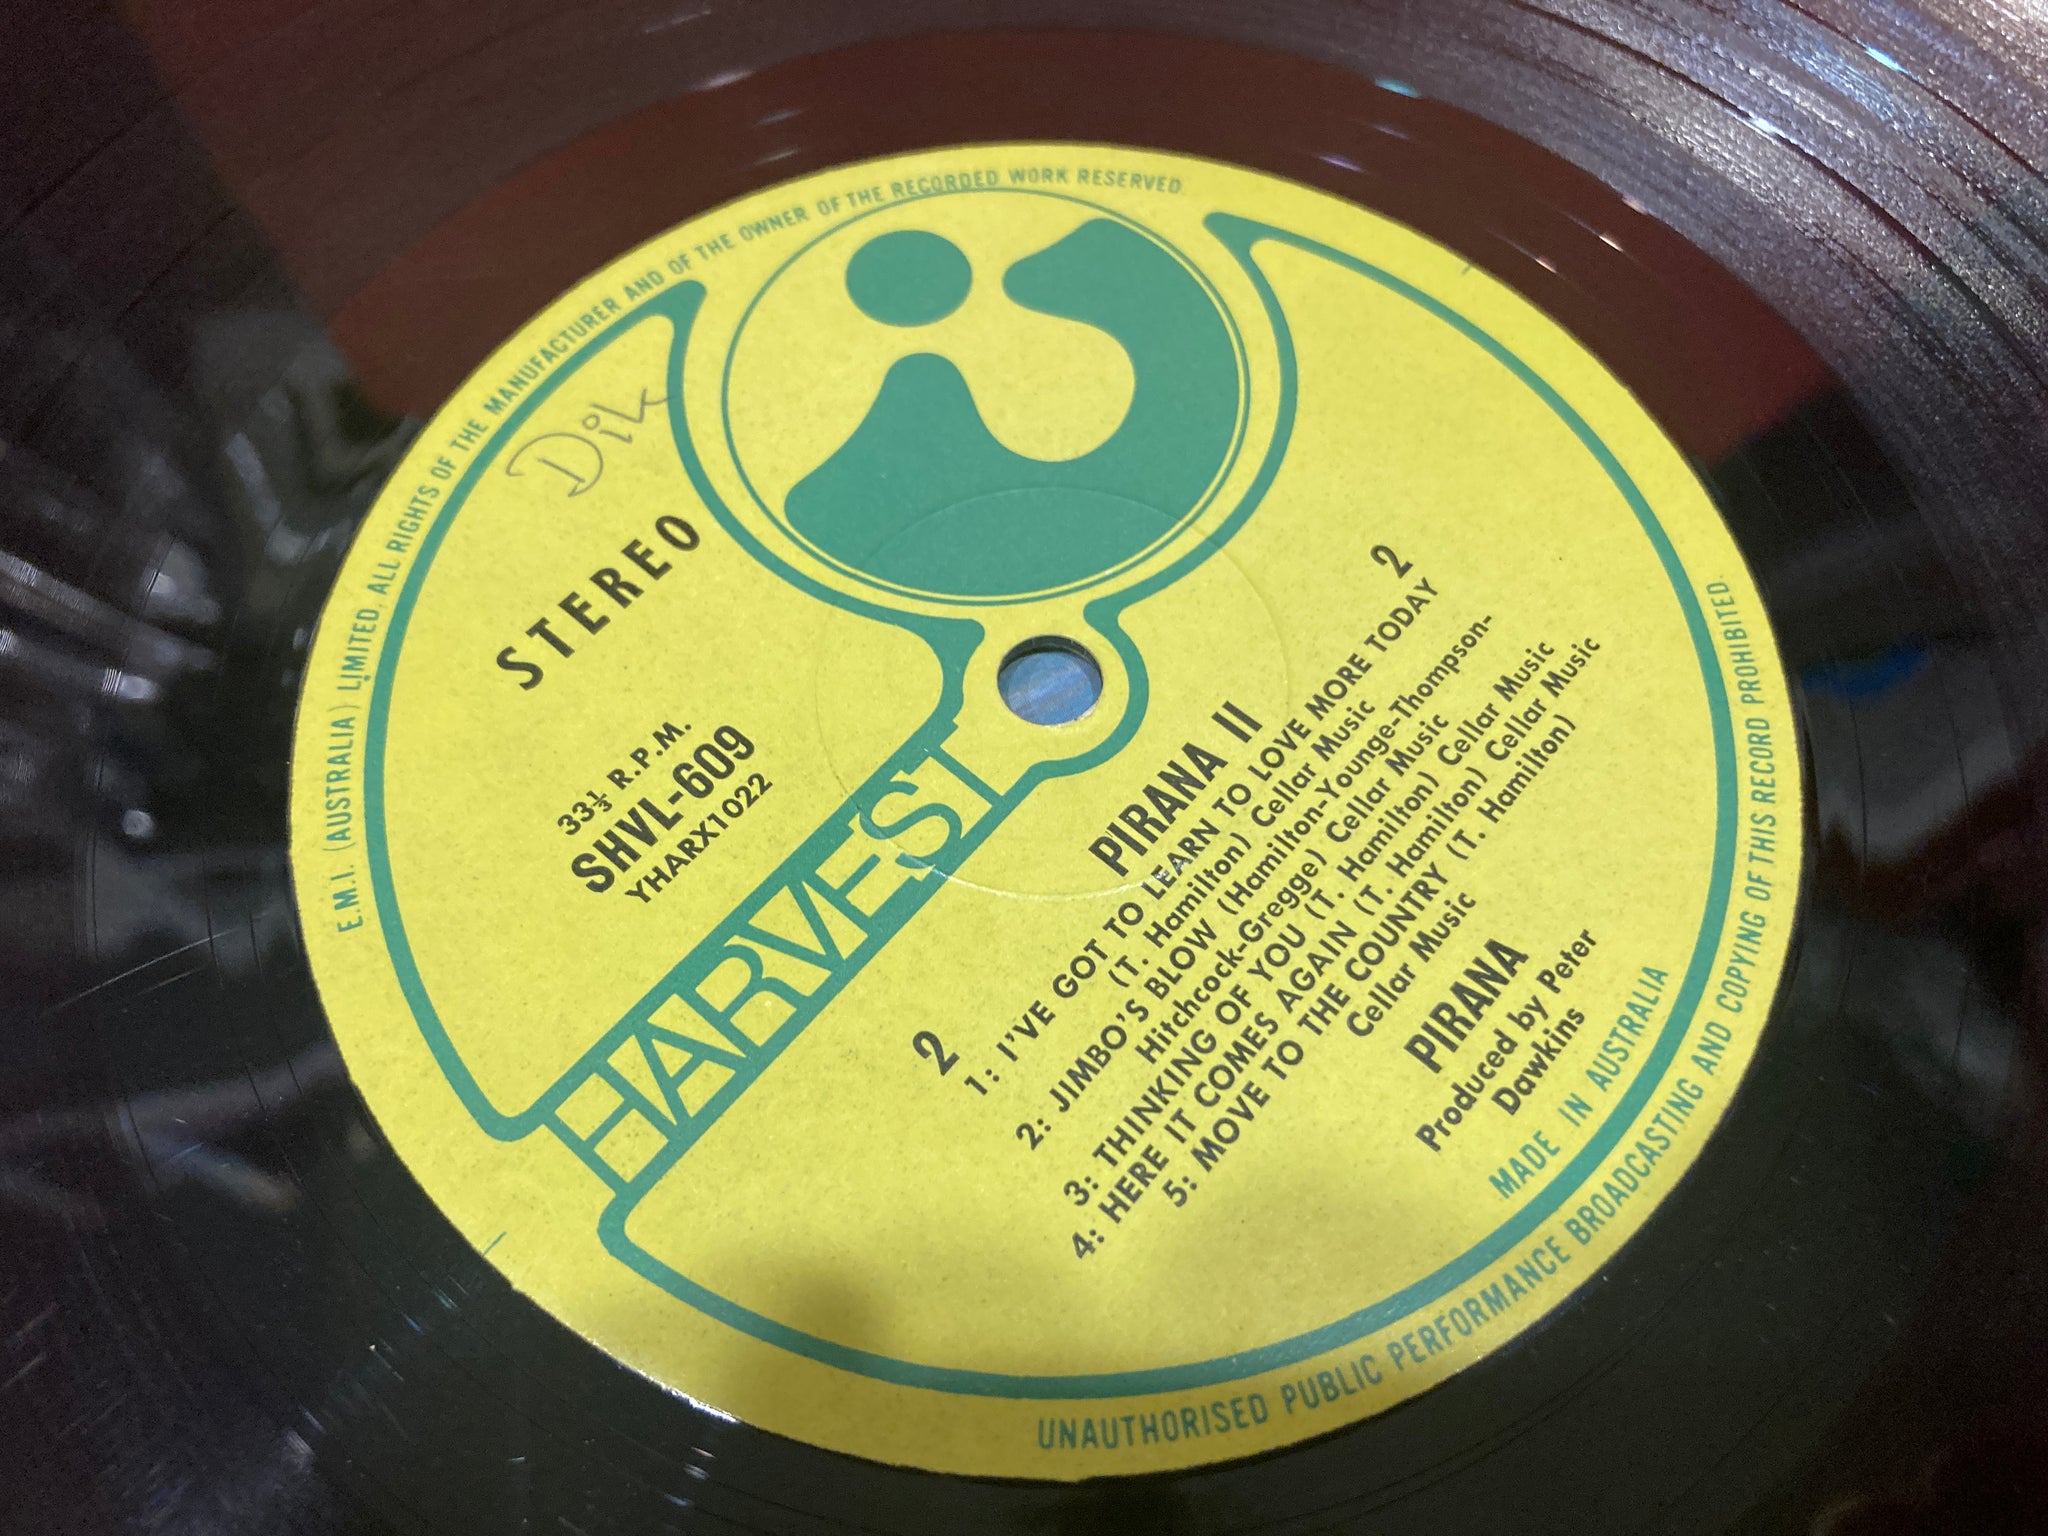 E.M.I. (AUSTRALIA) LIMITED. ALL RIGHTS OF THE MANUFACTURER AND OF THE OWNER OF THE RECORDED WORK RESERVED.
Dik
STEREO
33⅓ R.P.M.
SHVL-609
YHARX1022
HARVEST
PIRANA II
2 2
1: I'VE GOT TO LEARN TO LOVE MORE TODAY
(T. Hamilton) Cellar Music
2: JIMBO'S BLOW (Hamilton-Younge-Thompson-
Hitchcock-Gregge) Cellar Music
3: THINKING OF YOU (T. Hamilton) Cellar Music
4: HERE IT COMES AGAIN (T. Hamilton) Cellar Music
5: MOVE TO THE COUNTRY (T. Hamilton)
Cellar Music
PIRANA
Produced by Peter
Dawkins
MADE IN AUSTRALIA
UNAUTHORISED PUBLIC PERFORMANCE BROADCASTING AND COPYING OF THIS RECORD PROHIBITED.